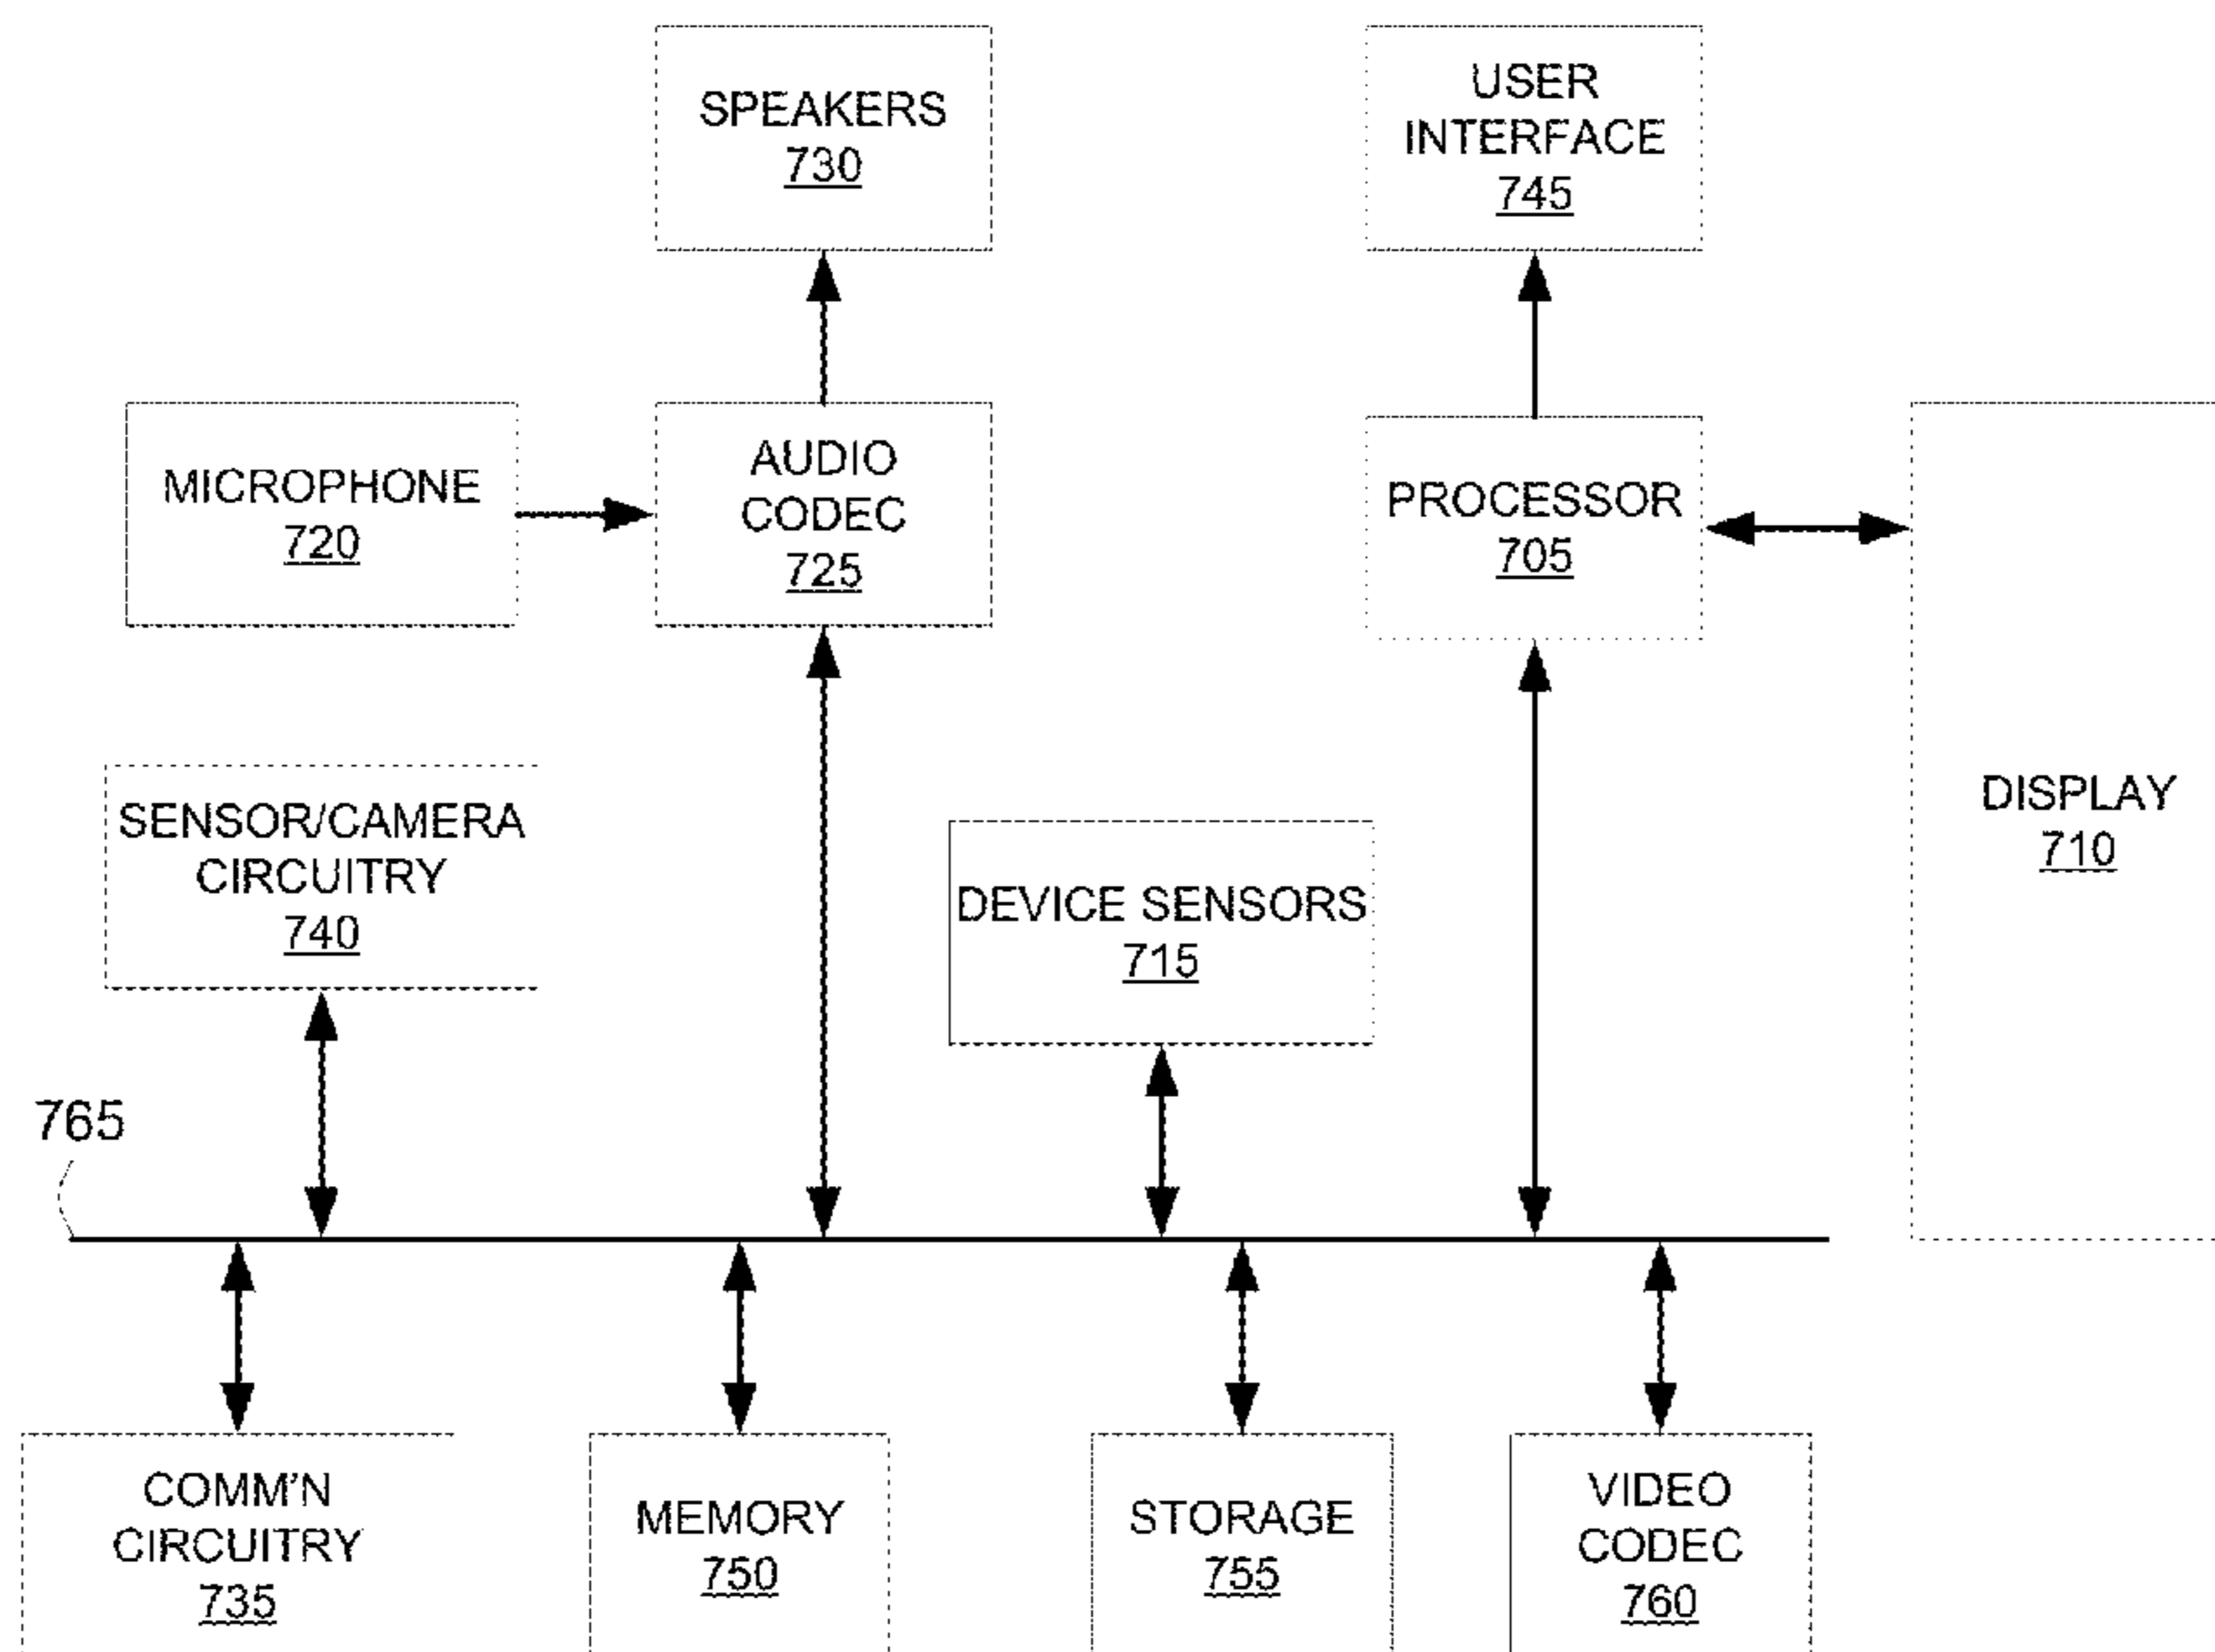 SPEAKERS
730
USER
INTERFACE
745
MICROPHONE
720
AUDIO
CODEC
725
PROCESSOR
705
SENSOR/CAMERA
CIRCUITRY
740
DEVICE SENSORS
715
DISPLAY
710
765
COMM'N
CIRCUITRY
735
MEMORY
750
STORAGE
755
VIDEO
CODEC
760